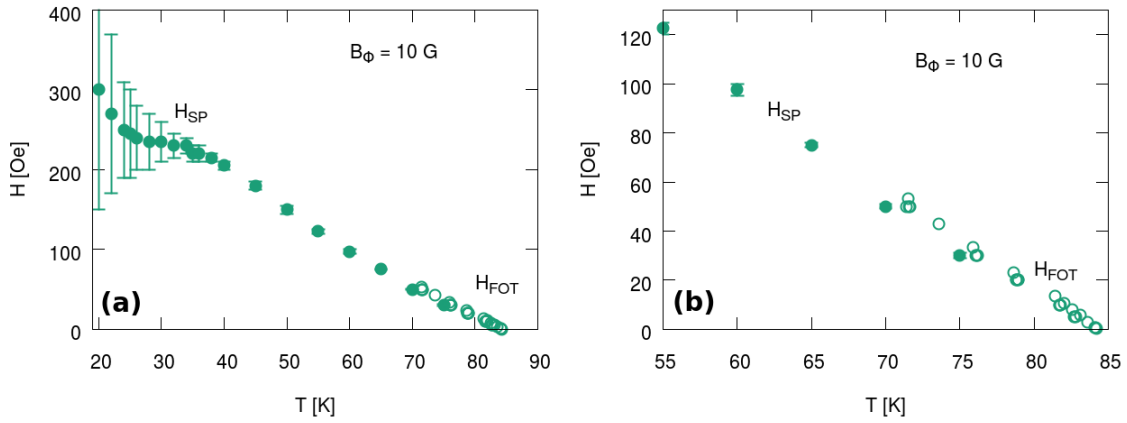 400
300
200
100
0
H [Oe]
B_Φ = 10 G
H_SP
H_FOT
(a)
20 30 40 50 60 70 80 90
T [K]
120
100
80
60
40
20
0
H [Oe]
B_Φ = 10 G
H_SP
H_FOT
(b)
55 60 65 70 75 80 85
T [K]